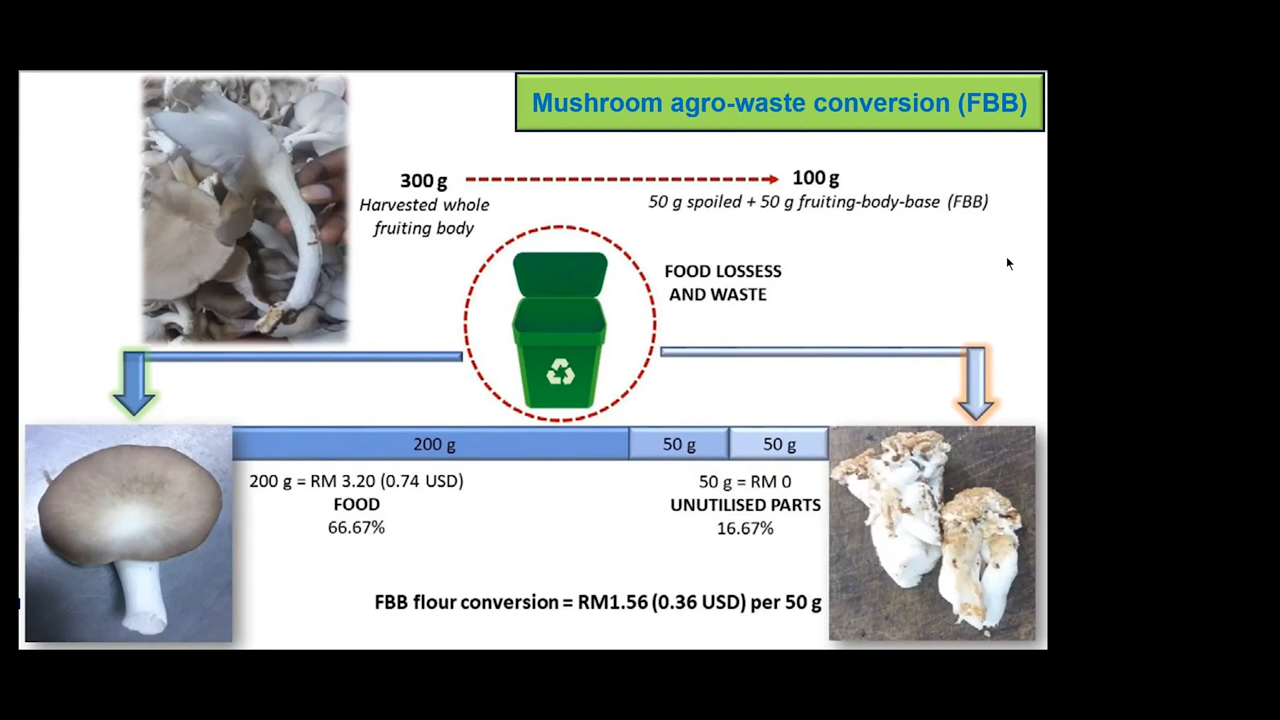 Mushroom agro-waste conversion (FBB)
300 g
Harvested whole
fruiting body
100 g
50 g spoiled + 50 g fruiting-body-base (FBB)
FOOD LOSSESS
AND WASTE
200 g
50 g
50 g
200 g = RM 3.20 (0.74 USD)
FOOD
66.67%
50 g = RM 0
UNUTILISED PARTS
16.67%
FBB flour conversion = RM1.56 (0.36 USD) per 50 g